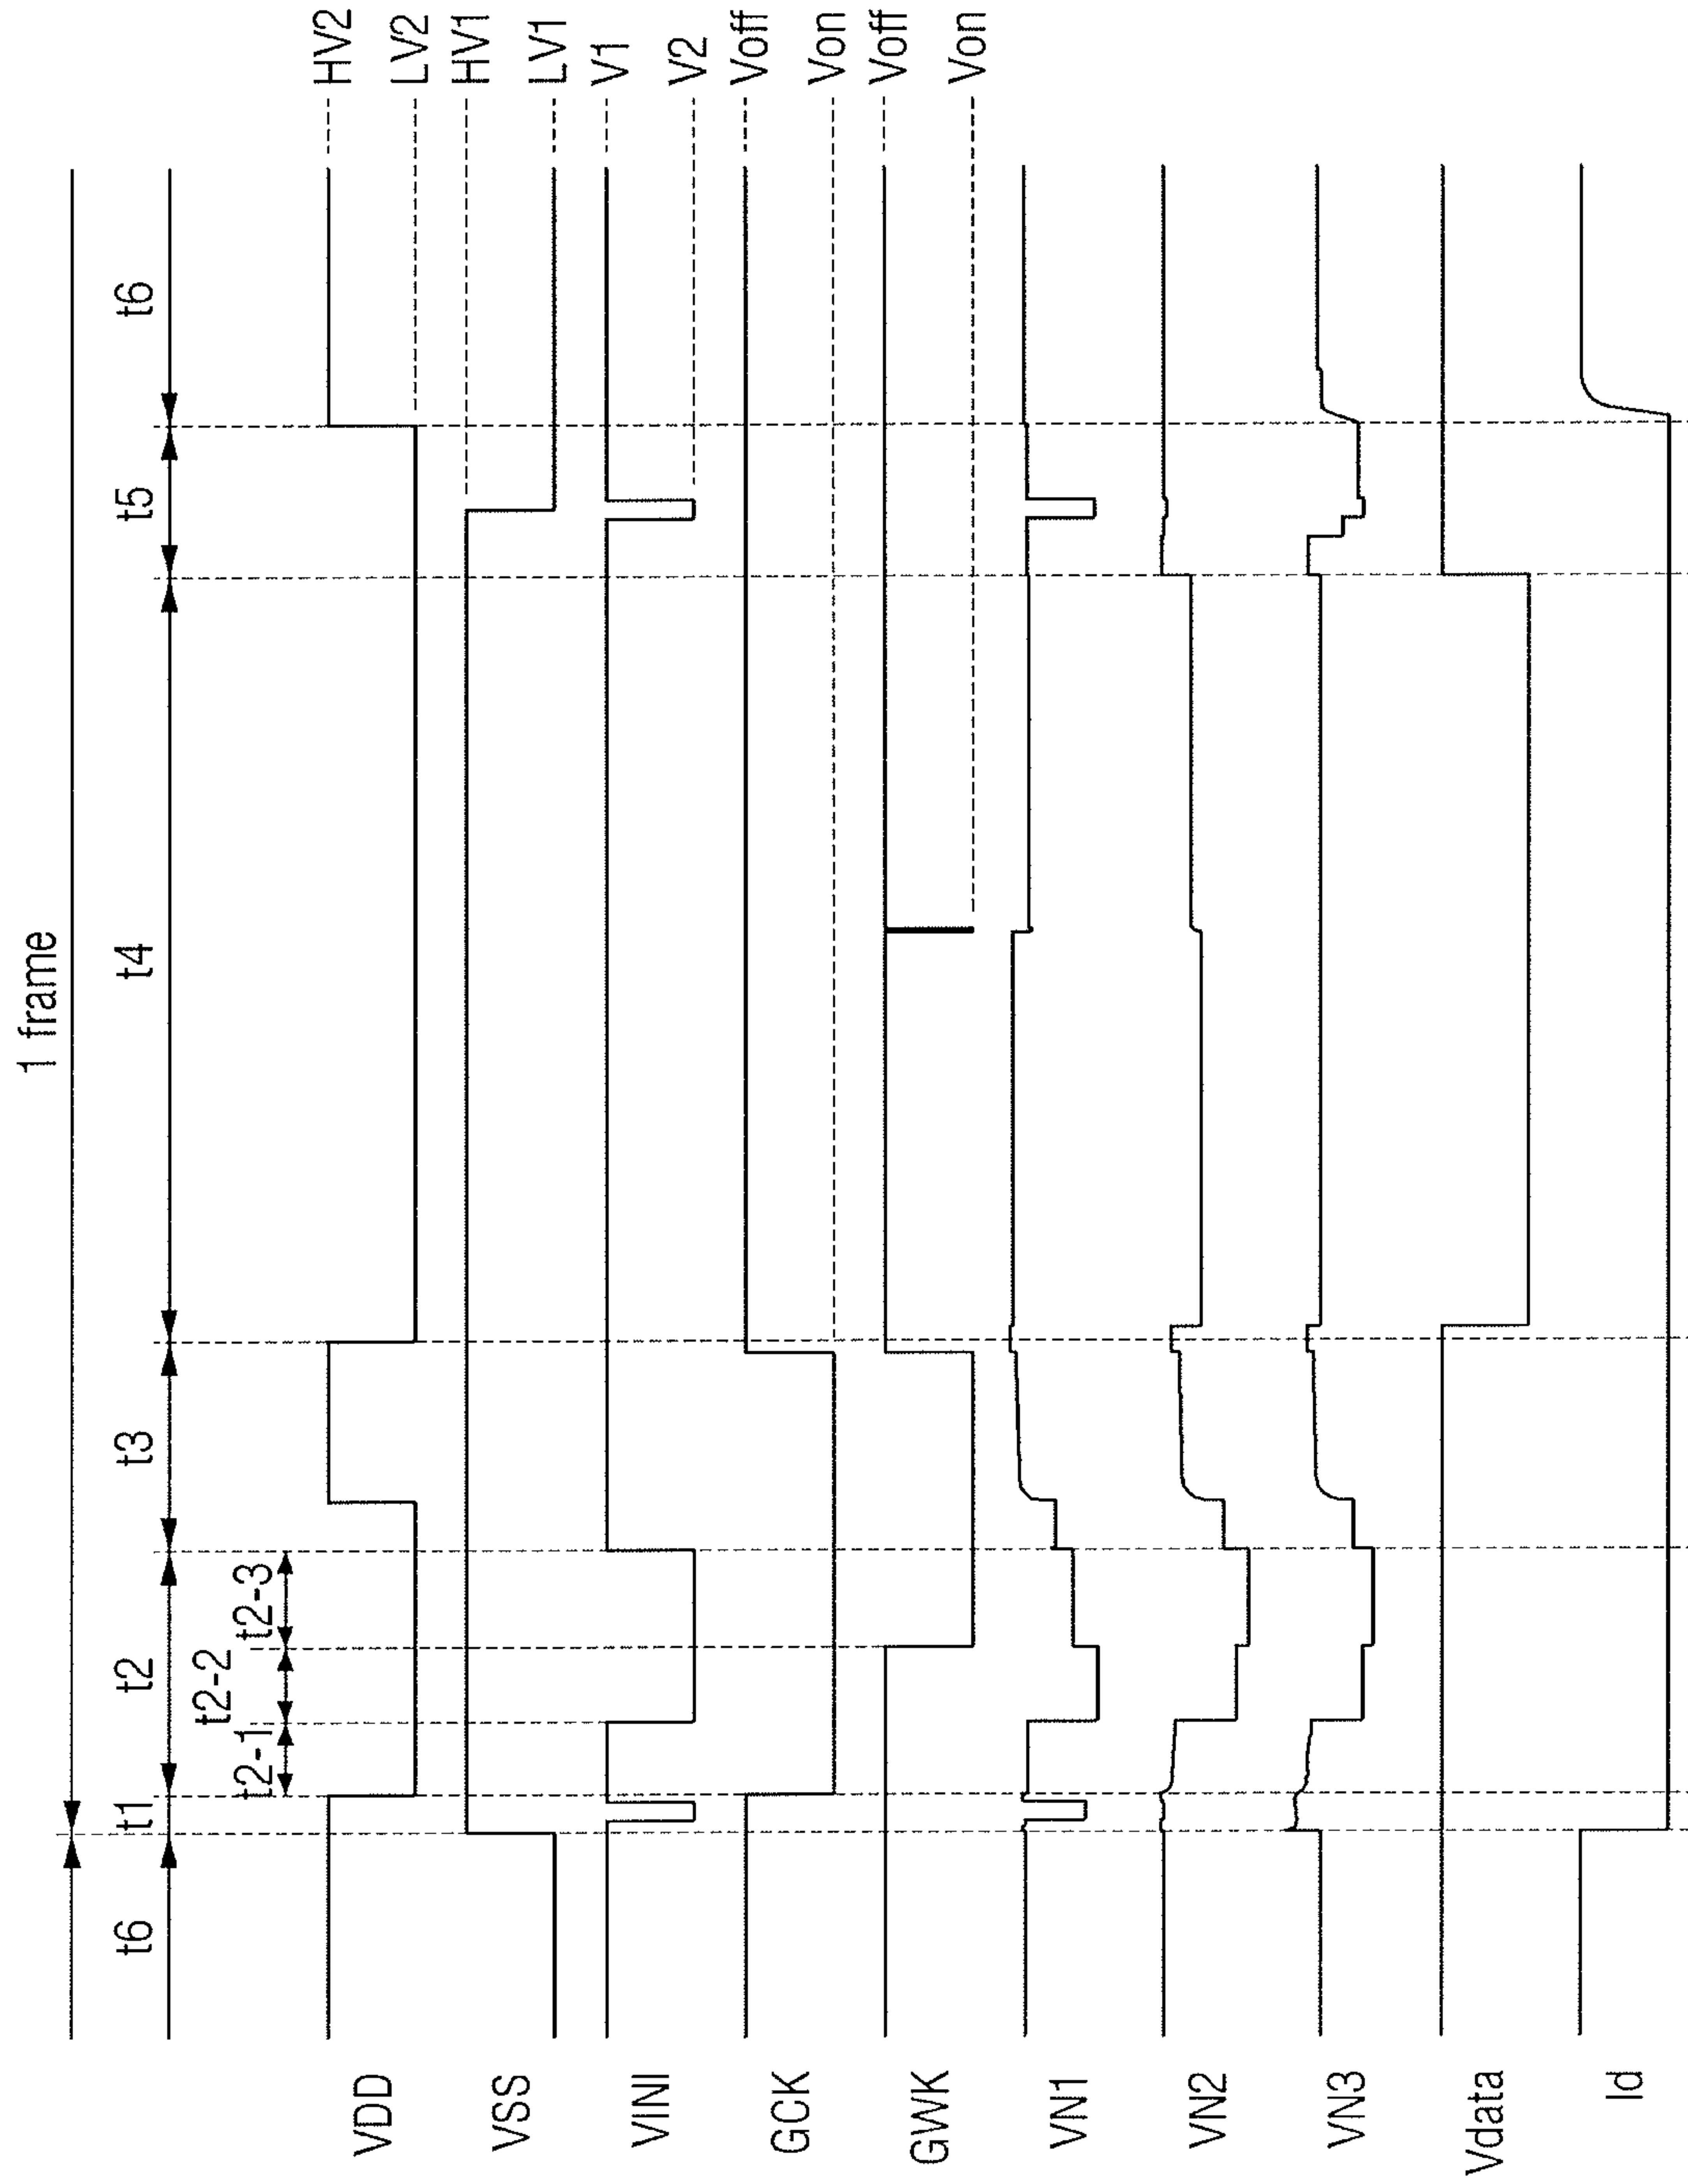 1 frame
t6 t1 t2 t3 t4 t5 t6
t2-1 t2-2 t2-3
VDD HV2
LV2
VSS HV1
LV1
VINI V1
V2
GCK Voff
Von
GWK Voff
Von
VN1
VN2
VN3
Vdata
Id